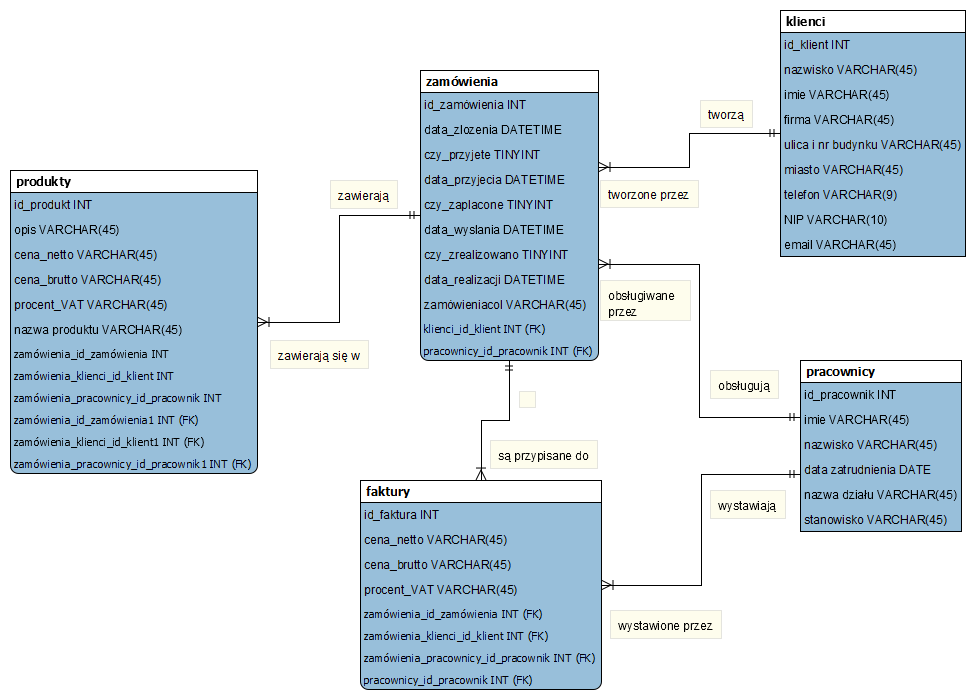 klienci
id_klient INT
nazwisko VARCHAR(45)
imie VARCHAR(45)
firma VARCHAR(45)
ulica i nr budynku VARCHAR(45)
miasto VARCHAR(45)
telefon VARCHAR(9)
NIP VARCHAR(10)
email VARCHAR(45)
tworzą
tworzone przez
zamówienia
id_zamówienia INT
data_zlozenia DATETIME
czy_przyjete TINYINT
data_przyjecia DATETIME
czy_zaplacone TINYINT
data_wyslania DATETIME
czy_zrealizowano TINYINT
data_realizacji DATETIME
zamówieniacol VARCHAR(45)
klienci_id_klient INT (FK)
pracownicy_id_pracownik INT (FK)
zawierają
zawierają się w
produkty
id_produkt INT
opis VARCHAR(45)
cena_netto VARCHAR(45)
cena_brutto VARCHAR(45)
procent_VAT VARCHAR(45)
nazwa produktu VARCHAR(45)
zamówienia_id_zamówienia INT
zamówienia_klienci_id_klient INT
zamówienia_pracownicy_id_pracownik INT
zamówienia_id_zamówienia1 INT (FK)
zamówienia_klienci_id_klient1 INT (FK)
zamówienia_pracownicy_id_pracownik1 INT (FK)
obsługiwane
przez
obsługują
pracownicy
id_pracownik INT
imie VARCHAR(45)
nazwisko VARCHAR(45)
data zatrudnienia DATE
nazwa działu VARCHAR(45)
stanowisko VARCHAR(45)
są przypisane do
wystawiają
wystawione przez
faktury
id_faktura INT
cena_netto VARCHAR(45)
cena_brutto VARCHAR(45)
procent_VAT VARCHAR(45)
zamówienia_id_zamówienia INT (FK)
zamówienia_klienci_id_klient INT (FK)
zamówienia_pracownicy_id_pracownik INT (FK)
pracownicy_id_pracownik INT (FK)